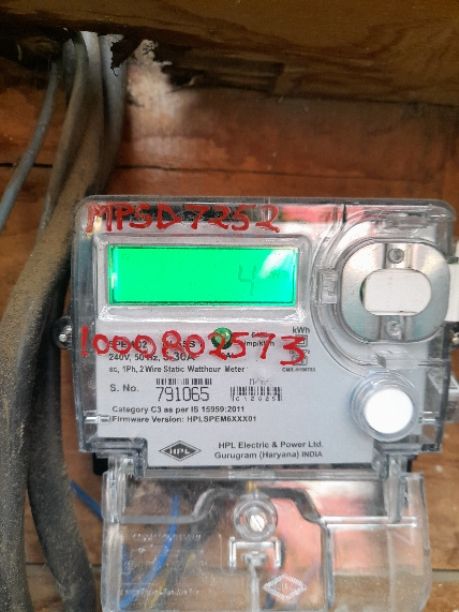 MPSD7252
4
kWh
1000802573
240V, 50 Hz, 5-30A
ac, 1Ph, 2 Wire Static Watthour Meter
S. No. 791065
Category C3 as per IS 15959:2011
Firmware Version: HPLSPEM6XXX01
HPL
HPL Electric & Power Ltd.
Gurugram (Haryana) INDIA